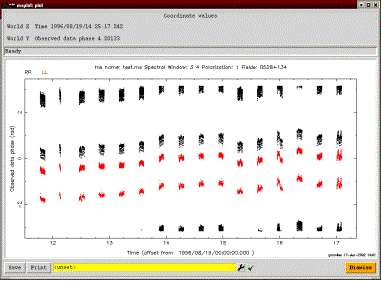 msplot plot
Coordinate values
World X Time 1996/08/19/14:25:17.242
World Y Observed data phase 4.20133
Ready
ms name: test.ms Spectral Window: 3 4 Polarization: 1 Fields: 0528+134
RR LL
Observed data phase (rad)
2
0
12 13 14 15 16 17
Time (offset from 1996/08/19/00:00:00.000 )
Save Print <unset> Dismiss